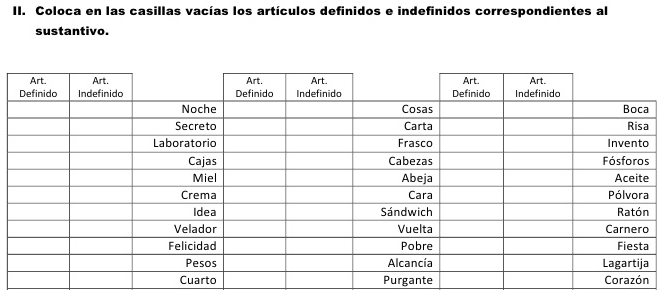 II. Coloca en las casillas vacías los artículos definidos e indefinidos correspondientes al
sustantivo.
Art. Definido Art. Indefinido Art. Definido Art. Indefinido Art. Definido Art. Indefinido
Noche Cosas Boca
Secreto Carta Risa
Laboratorio Frasco Invento
Cajas Cabezas Fósforos
Miel Abeja Aceite
Crema Cara Pólvora
Idea Sándwich Ratón
Velador Vuelta Carnero
Felicidad Pobre Fiesta
Pesos Alcancía Lagartija
Cuarto Purgante Corazón